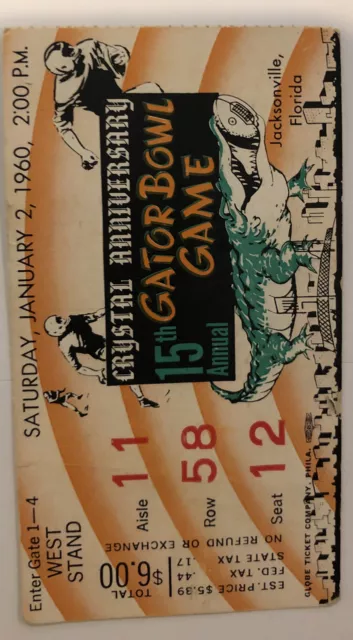 SATURDAY, JANUARY 2, 1960, 2:00 P.M.
CRYSTAL ANNIVERSARY
15th
Annual
GATOR BOWL
GAME
Jacksonville,
Florida
Enter Gate 1-4
WEST
STAND
11
Aisle
58
Row
12
Seat
EST. PRICE $5.39
FED. TAX .44
STATE TAX .17
NO REFUND OR EXCHANGE
$6.00
TOTAL
GLOBE TICKET COMPANY, PHILA.